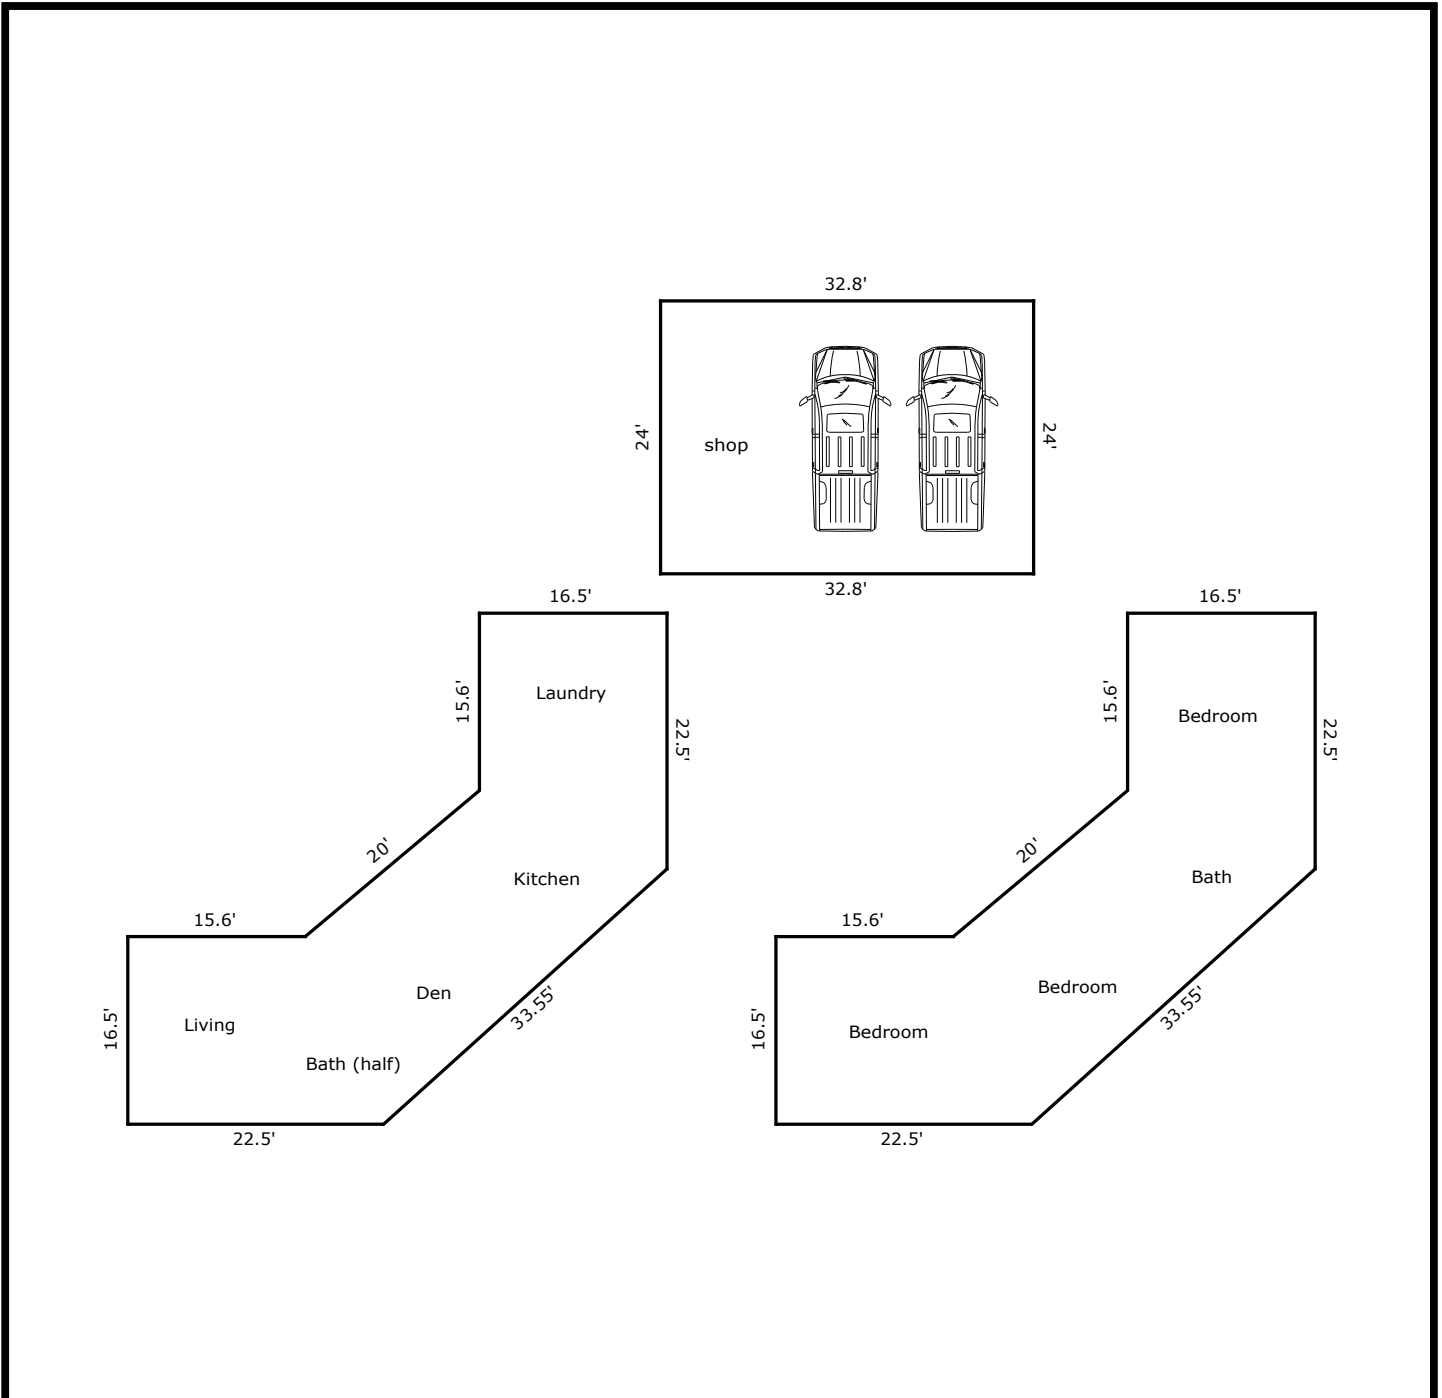 32.8'
24'
shop
24'
32.8'
16.5'
15.6'
Laundry
22.5'
20'
Kitchen
15.6'
Den
16.5'
Living
33.55'
Bath (half)
22.5'
16.5'
15.6'
Bedroom
22.5'
20'
Bath
15.6'
Bedroom
16.5'
Bedroom
33.55'
22.5'